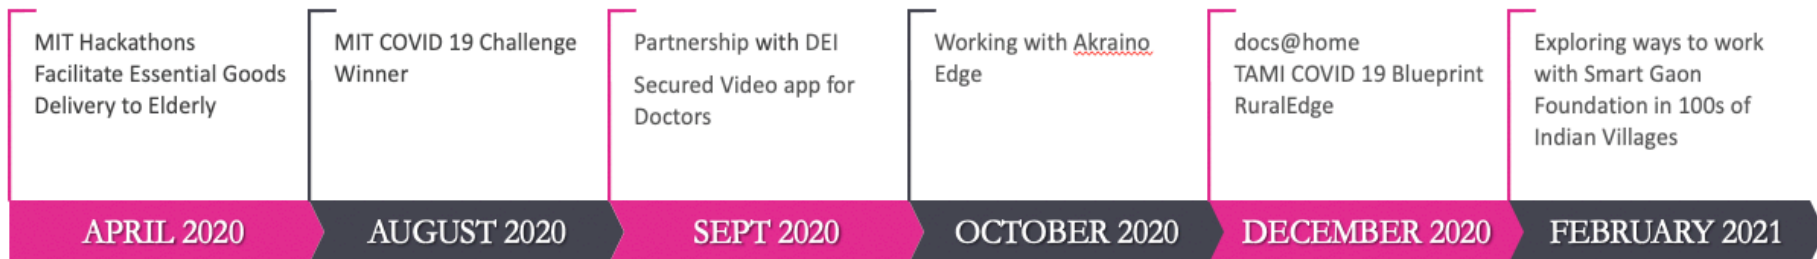 MIT Hackathons
Facilitate Essential Goods
Delivery to Elderly
MIT COVID 19 Challenge
Winner
Partnership with DEI
Secured Video app for
Doctors
Working with Akraino
Edge
docs@home
TAMI COVID 19 Blueprint
RuralEdge
Exploring ways to work
with Smart Gaon
Foundation in 100s of
Indian Villages
APRIL 2020
AUGUST 2020
SEPT 2020
OCTOBER 2020
DECEMBER 2020
FEBRUARY 2021